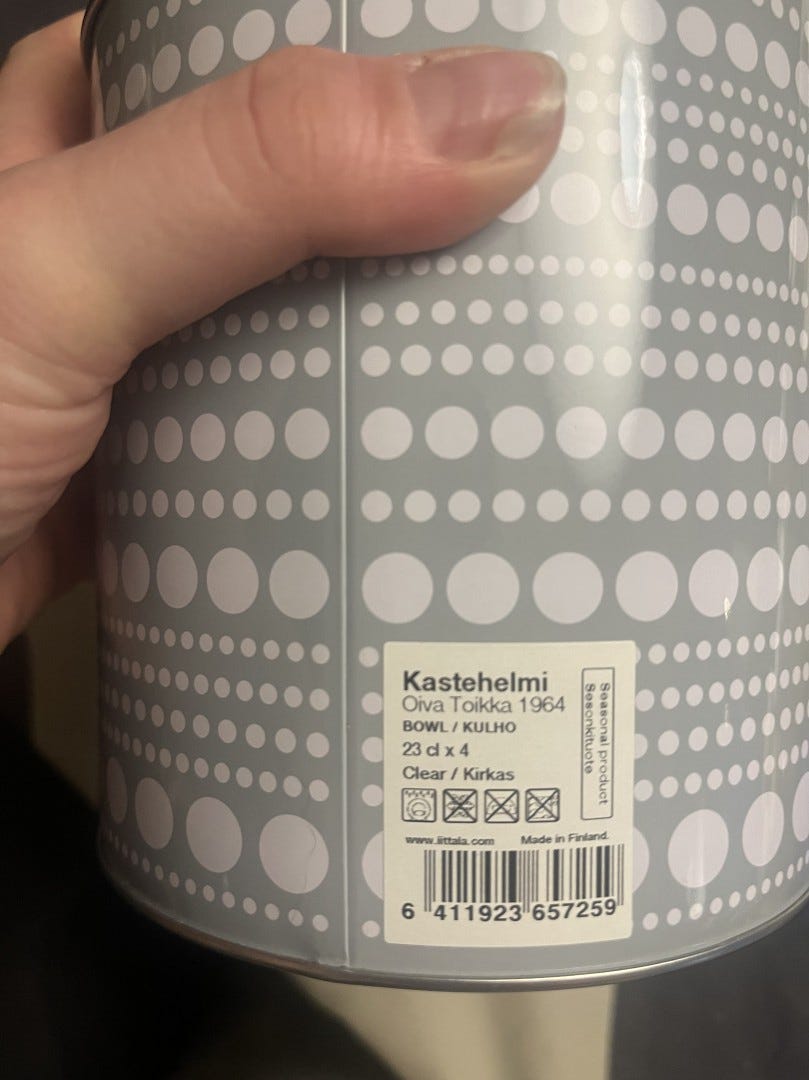 Kastehelmi
Oiva Toikka 1964
BOWL / KULHO
23 cl x 4
Clear / Kirkas
Seasonal product
Sesonkituote
www.iittala.com Made in Finland.
6 411923 657259